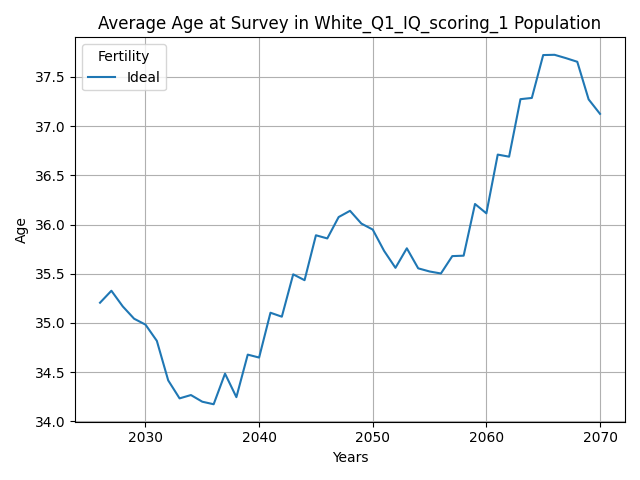 Average Age at Survey in White_Q1_IQ_scoring_1 Population
Fertility
Ideal
37.5
37.0
36.5
36.0
35.5
35.0
34.5
34.0
Age
2030 2040 2050 2060 2070
Years